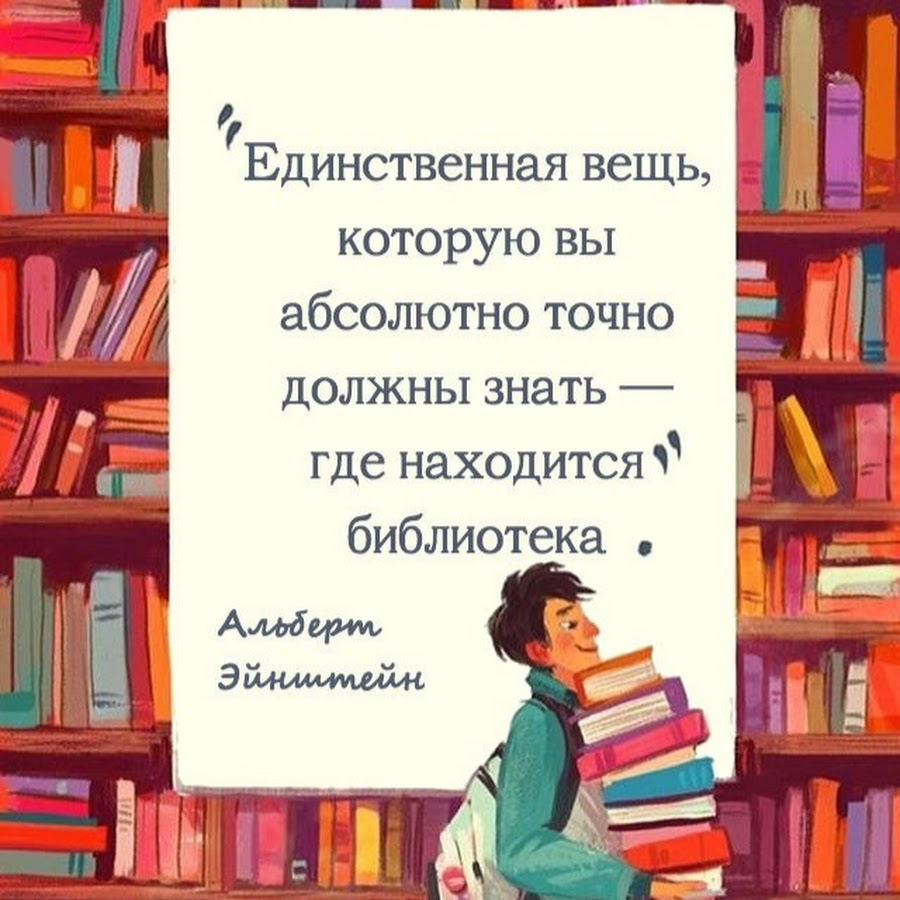 "Единственная вещь,
которую вы
абсолютно точно
должны знать —
где находится"
библиотека .
Альберт
Эйнштейн